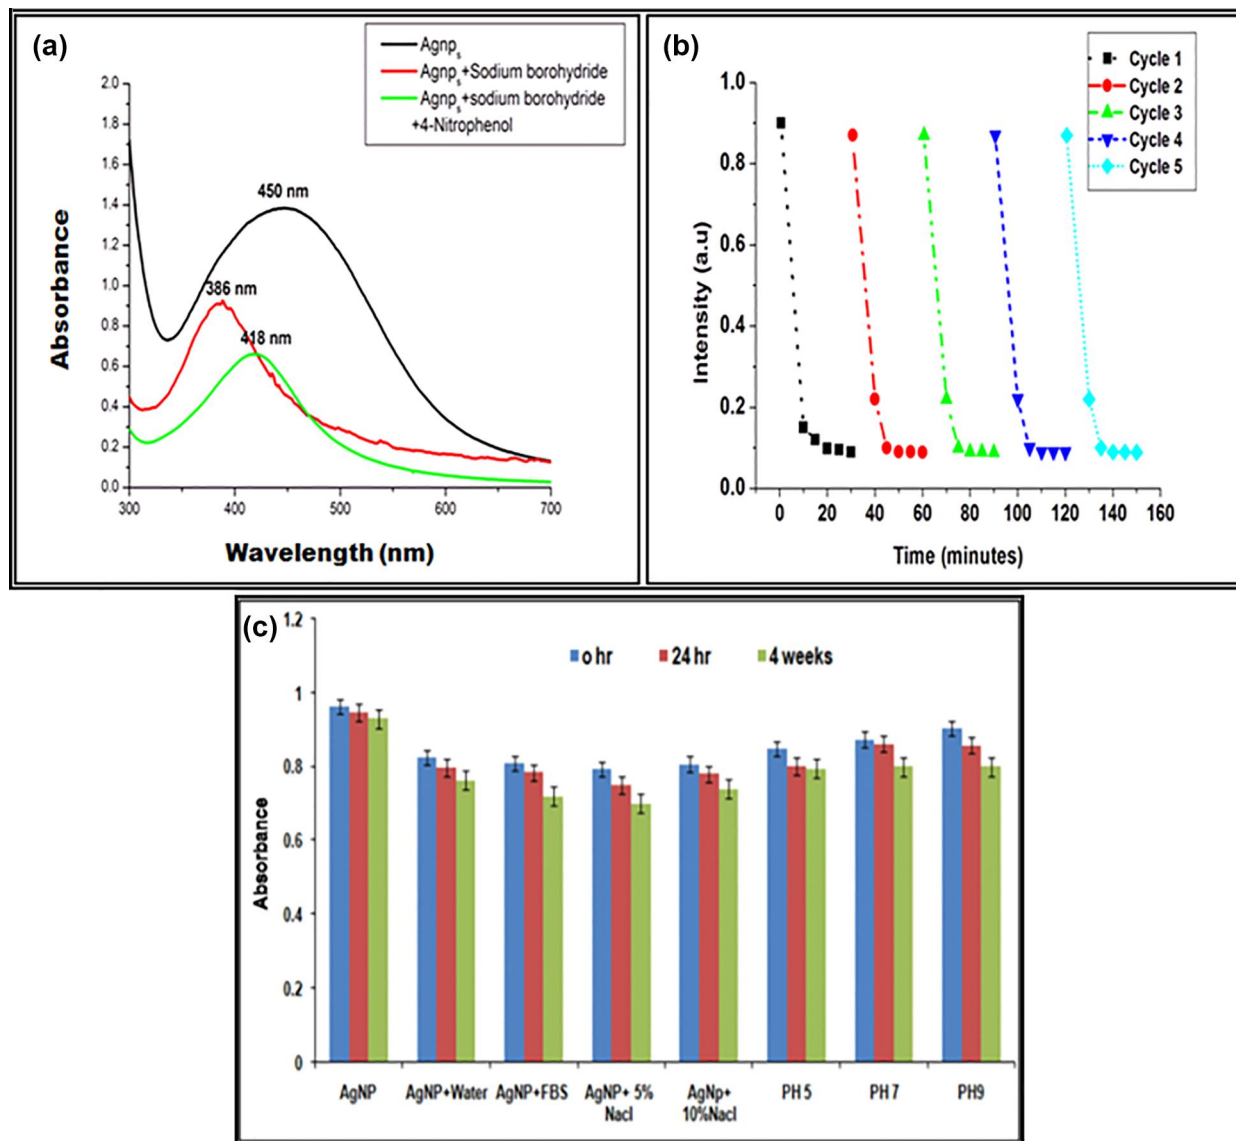 (a)
Agnps
Agnps+Sodium borohydride
Agnps+sodium borohydride
+4-Nitrophenol
2.0
1.8
1.6
1.4
1.2
1.0
0.8
0.6
0.4
0.2
0.0
450 nm
386 nm
418 nm
300
400
500
600
700
Absorbance
Wavelength (nm)
(b)
Cycle 1
Cycle 2
Cycle 3
Cycle 4
Cycle 5
1.0
0.8
0.6
0.4
0.2
0.0
0
20
40
60
80
100
120
140
160
Intensity (a.u)
Time (minutes)
(c)
o hr
24 hr
4 weeks
1.2
1
0.8
0.6
0.4
0.2
0
Absorbance
AgNP
AgNP+Water
AgNP+FBS
AgNP+ 5%
Nacl
AgNp+
10%Nacl
PH 5
PH 7
PH9